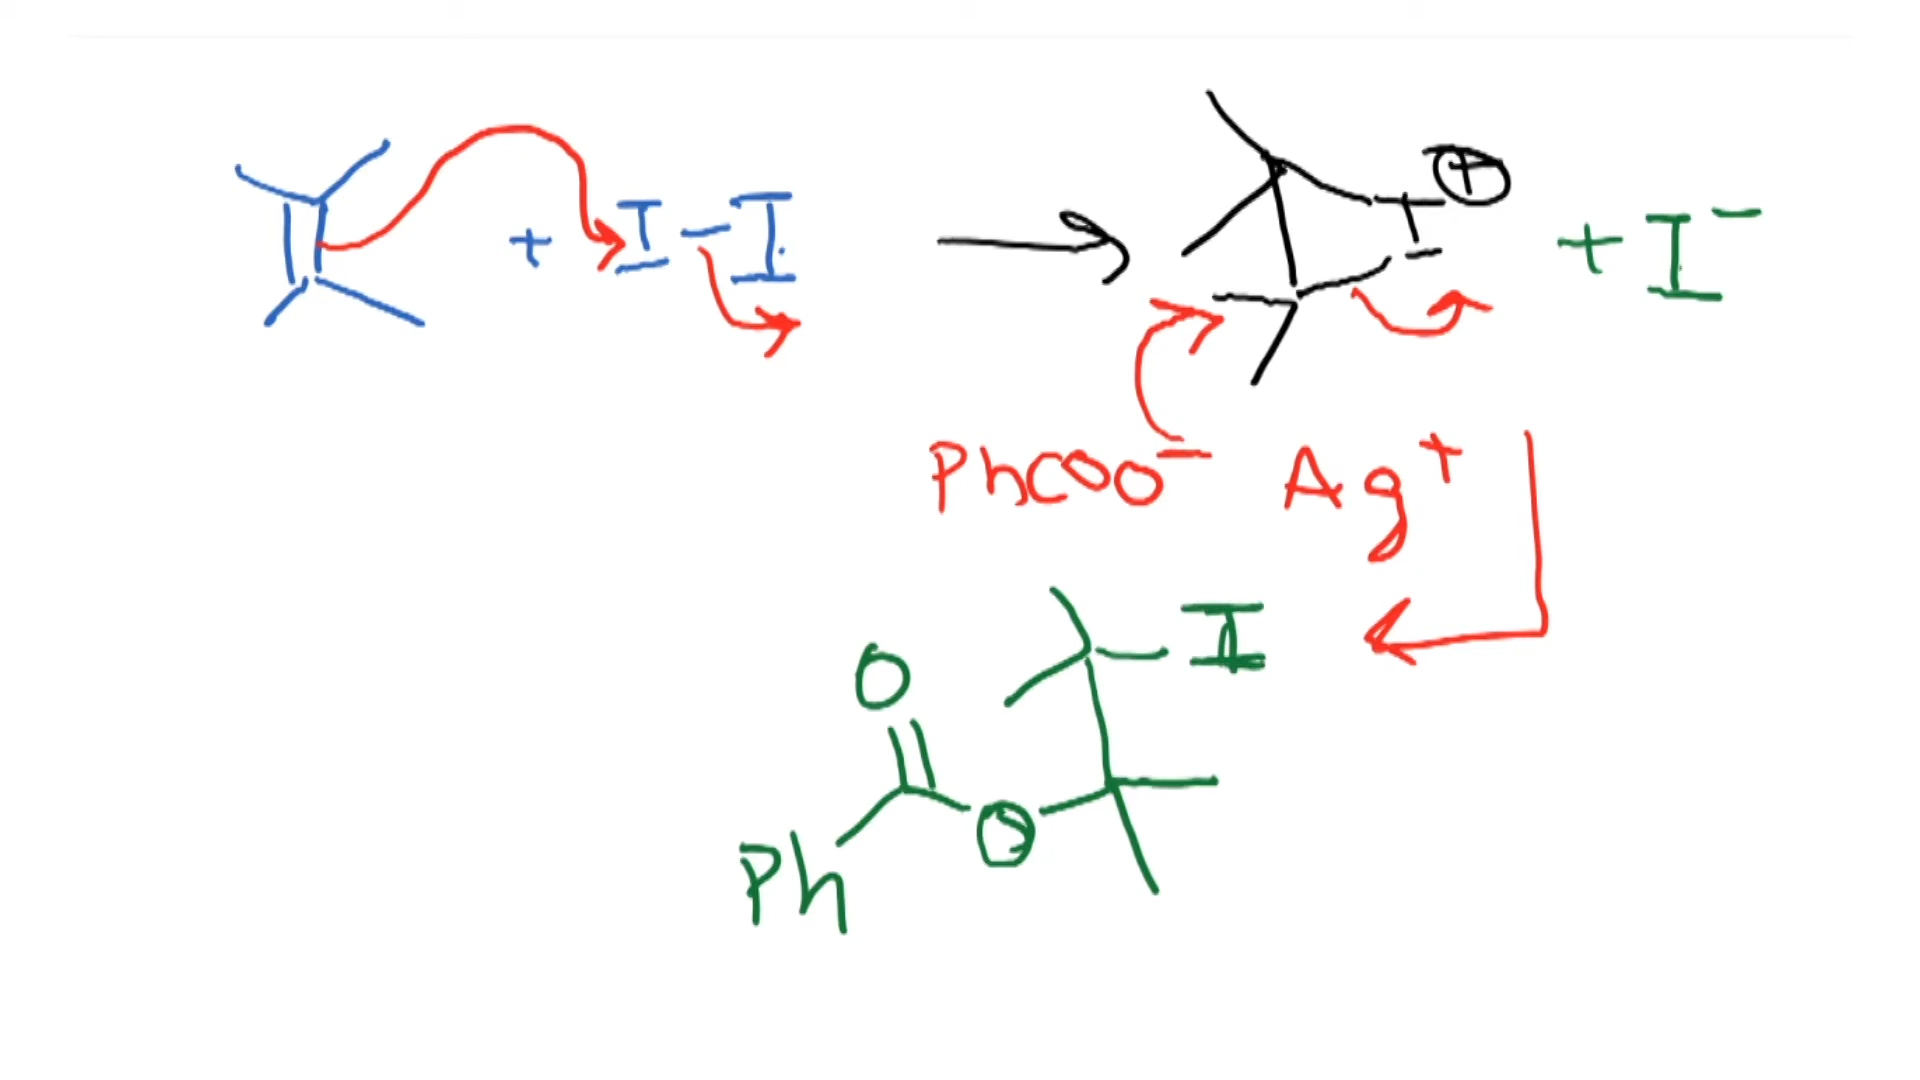 + I-I I⊕ + I⁻
PhCOO⁻ Ag⁺
I
O
O
Ph